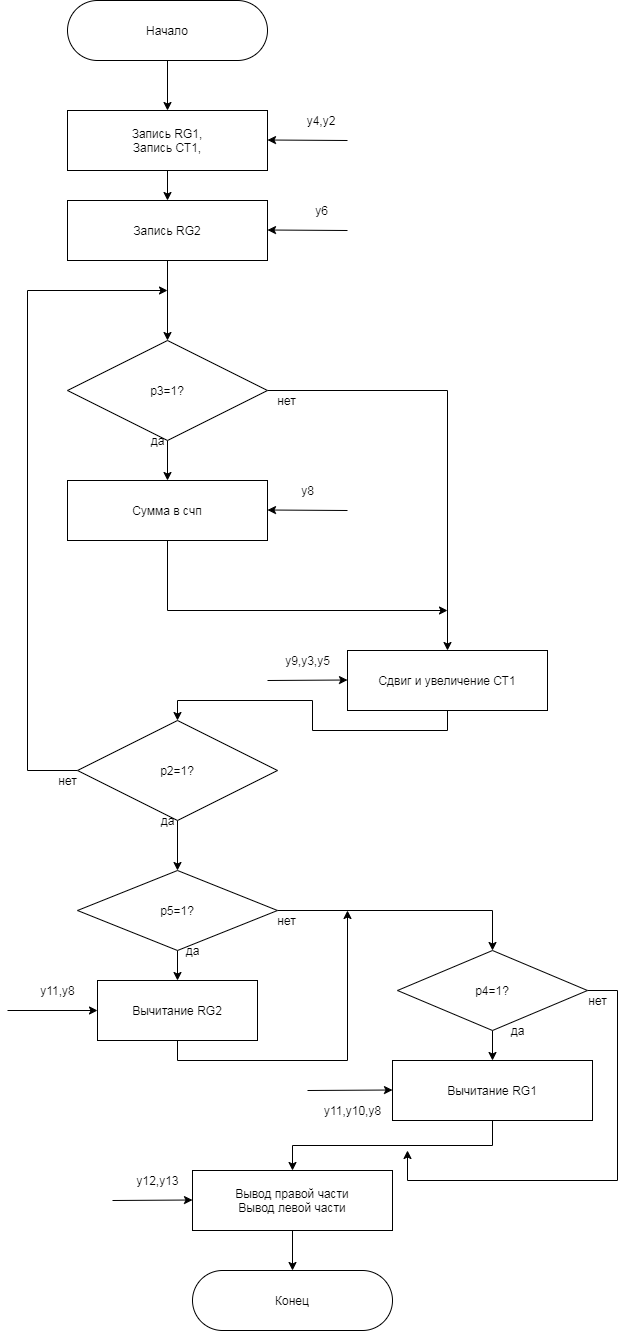 Начало
Запись RG1,
Запись CT1,
y4,y2
Запись RG2
y6
p3=1?
нет
да
Сумма в счп
y8
y9,y3,y5
Сдвиг и увеличение CT1
p2=1?
нет
да
p5=1?
нет
да
y11,y8
Вычитание RG2
p4=1?
нет
да
Вычитание RG1
y11,y10,y8
y12,y13
Вывод правой части
Вывод левой части
Конец